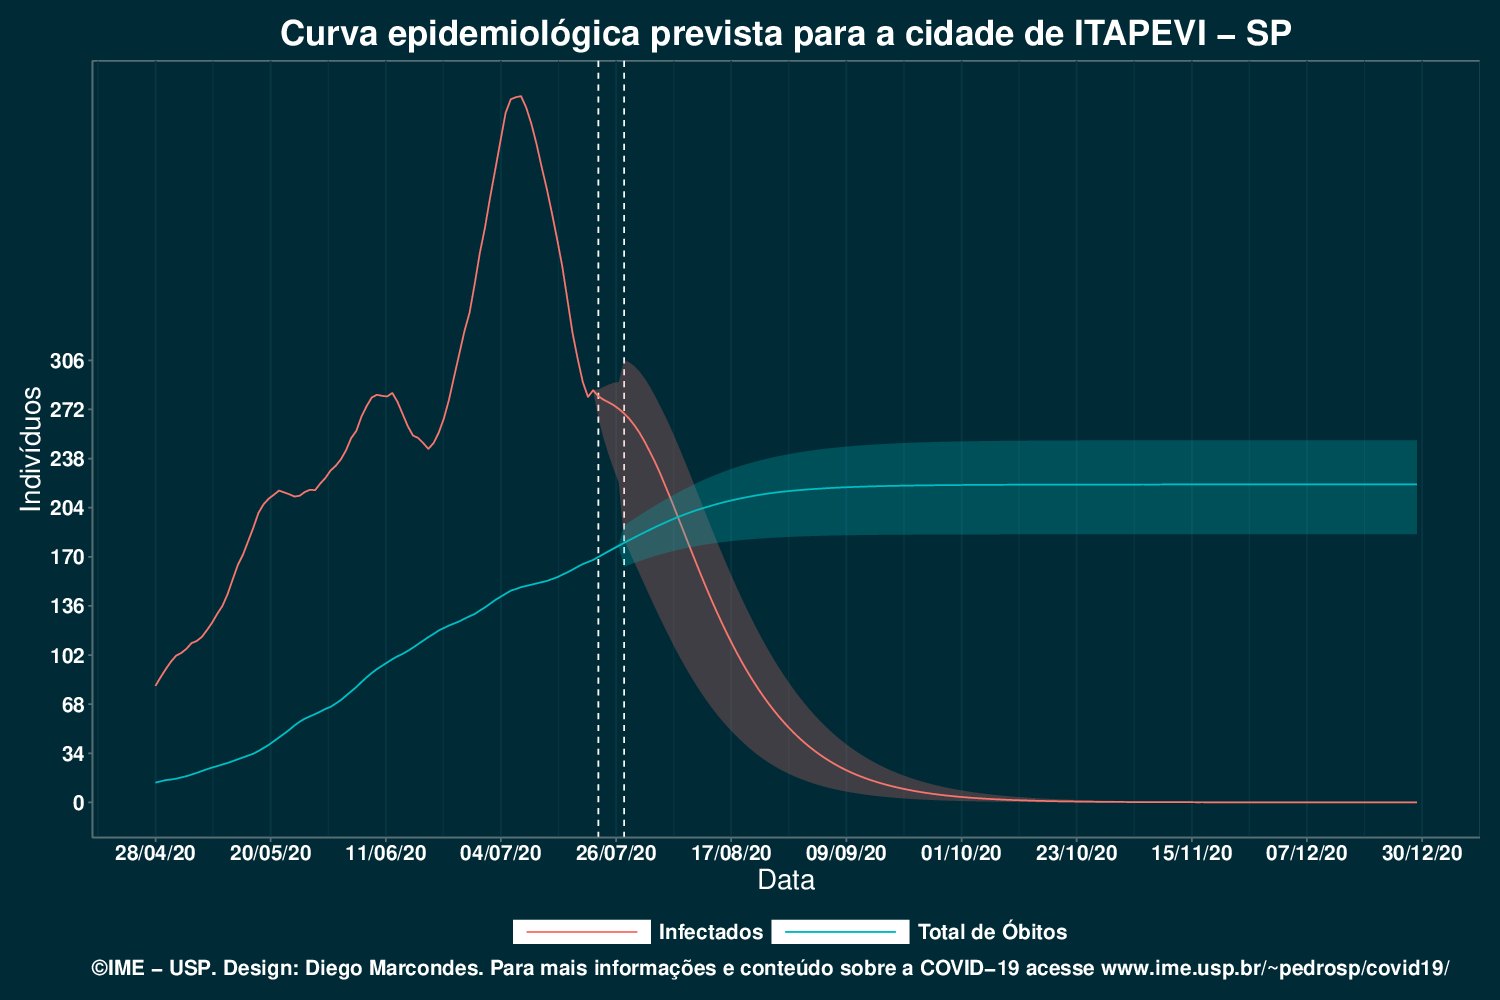 Curva epidemiológica prevista para a cidade de ITAPEVI – SP
Indivíduos
306
272
238
204
170
136
102
68
34
0
28/04/20 20/05/20 11/06/20 04/07/20 26/07/20 17/08/20 09/09/20 01/10/20 23/10/20 15/11/20 07/12/20 30/12/20
Data
Infectados Total de Óbitos
©IME – USP. Design: Diego Marcondes. Para mais informações e conteúdo sobre a COVID–19 acesse www.ime.usp.br/~pedrosp/covid19/